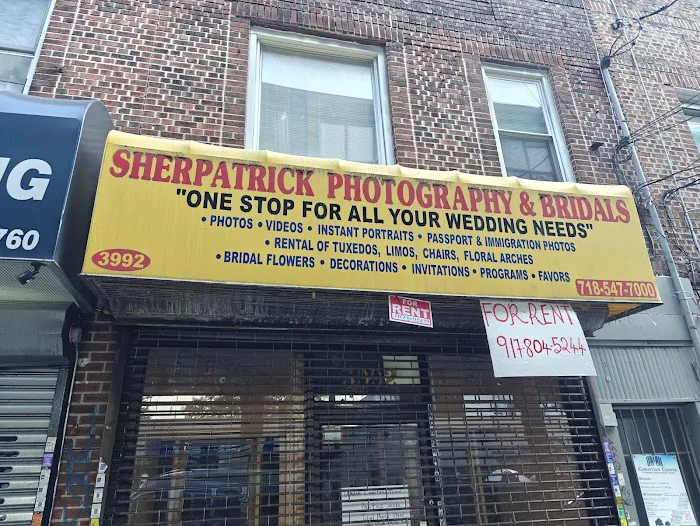 SHERPATRICK PHOTOGRAPHY & BRIDALS
"ONE STOP FOR ALL YOUR WEDDING NEEDS"
• PHOTOS • VIDEOS • INSTANT PORTRAITS • PASSPORT & IMMIGRATION PHOTOS
• RENTAL OF TUXEDOS, LIMOS, CHAIRS, FLORAL ARCHES
• BRIDAL FLOWERS • DECORATIONS • INVITATIONS • PROGRAMS • FAVORS
3992
718-547-7000
NG
760
FOR
RENT
FOR RENT
917804-5244